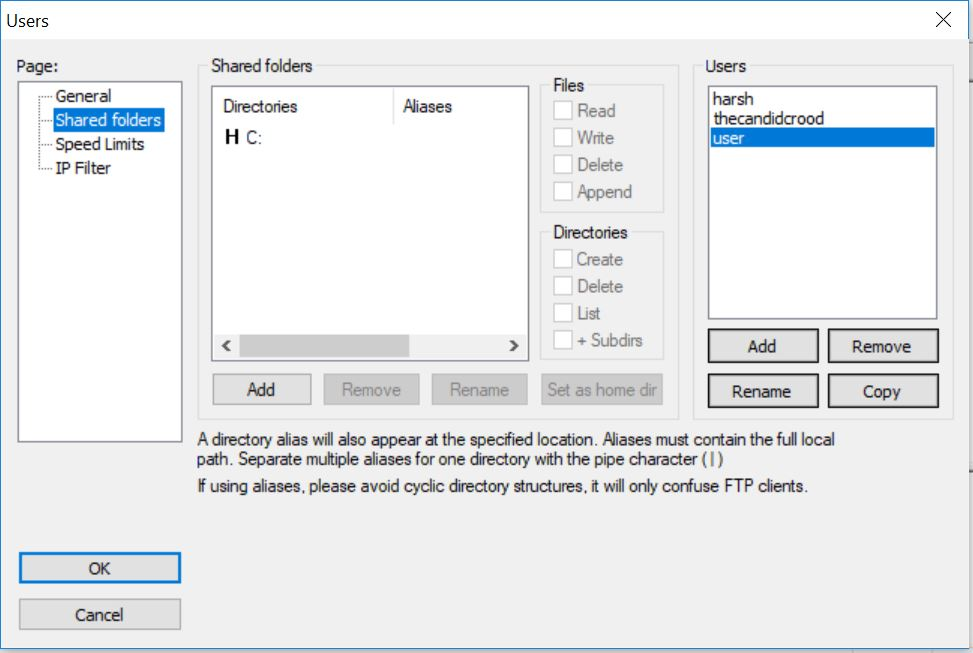 Users
Page:
General
Shared folders
Speed Limits
IP Filter
OK
Cancel
Shared folders
Directories Aliases
H C:
Add Remove Rename Set as home dir
Files
Read
Write
Delete
Append
Directories
Create
Delete
List
+ Subdirs
Users
harsh
thecandidcrood
user
Add Remove
Rename Copy
A directory alias will also appear at the specified location. Aliases must contain the full local
path. Separate multiple aliases for one directory with the pipe character (|)
If using aliases, please avoid cyclic directory structures, it will only confuse FTP clients.